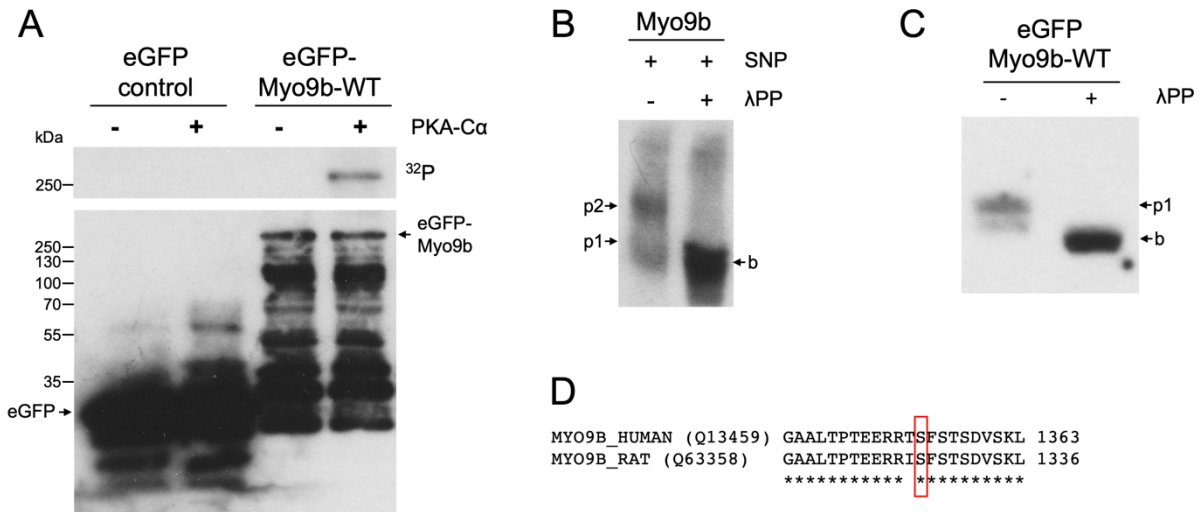 A
eGFP control
eGFP-Myo9b-WT
- + - + PKA-Cα
kDa
250
³²P
eGFP-Myo9b
250
130
100
70
55
35
eGFP
B
Myo9b
+ + SNP
- + λPP
p2
p1
b
C
eGFP
Myo9b-WT
- + λPP
p1
b
D
MYO9B_HUMAN (Q13459) GAALTPTEERRTSFSTSDVSKL 1363
MYO9B_RAT (Q63358) GAALTPTEERRISFSTSDVSKL 1336
*********** **********